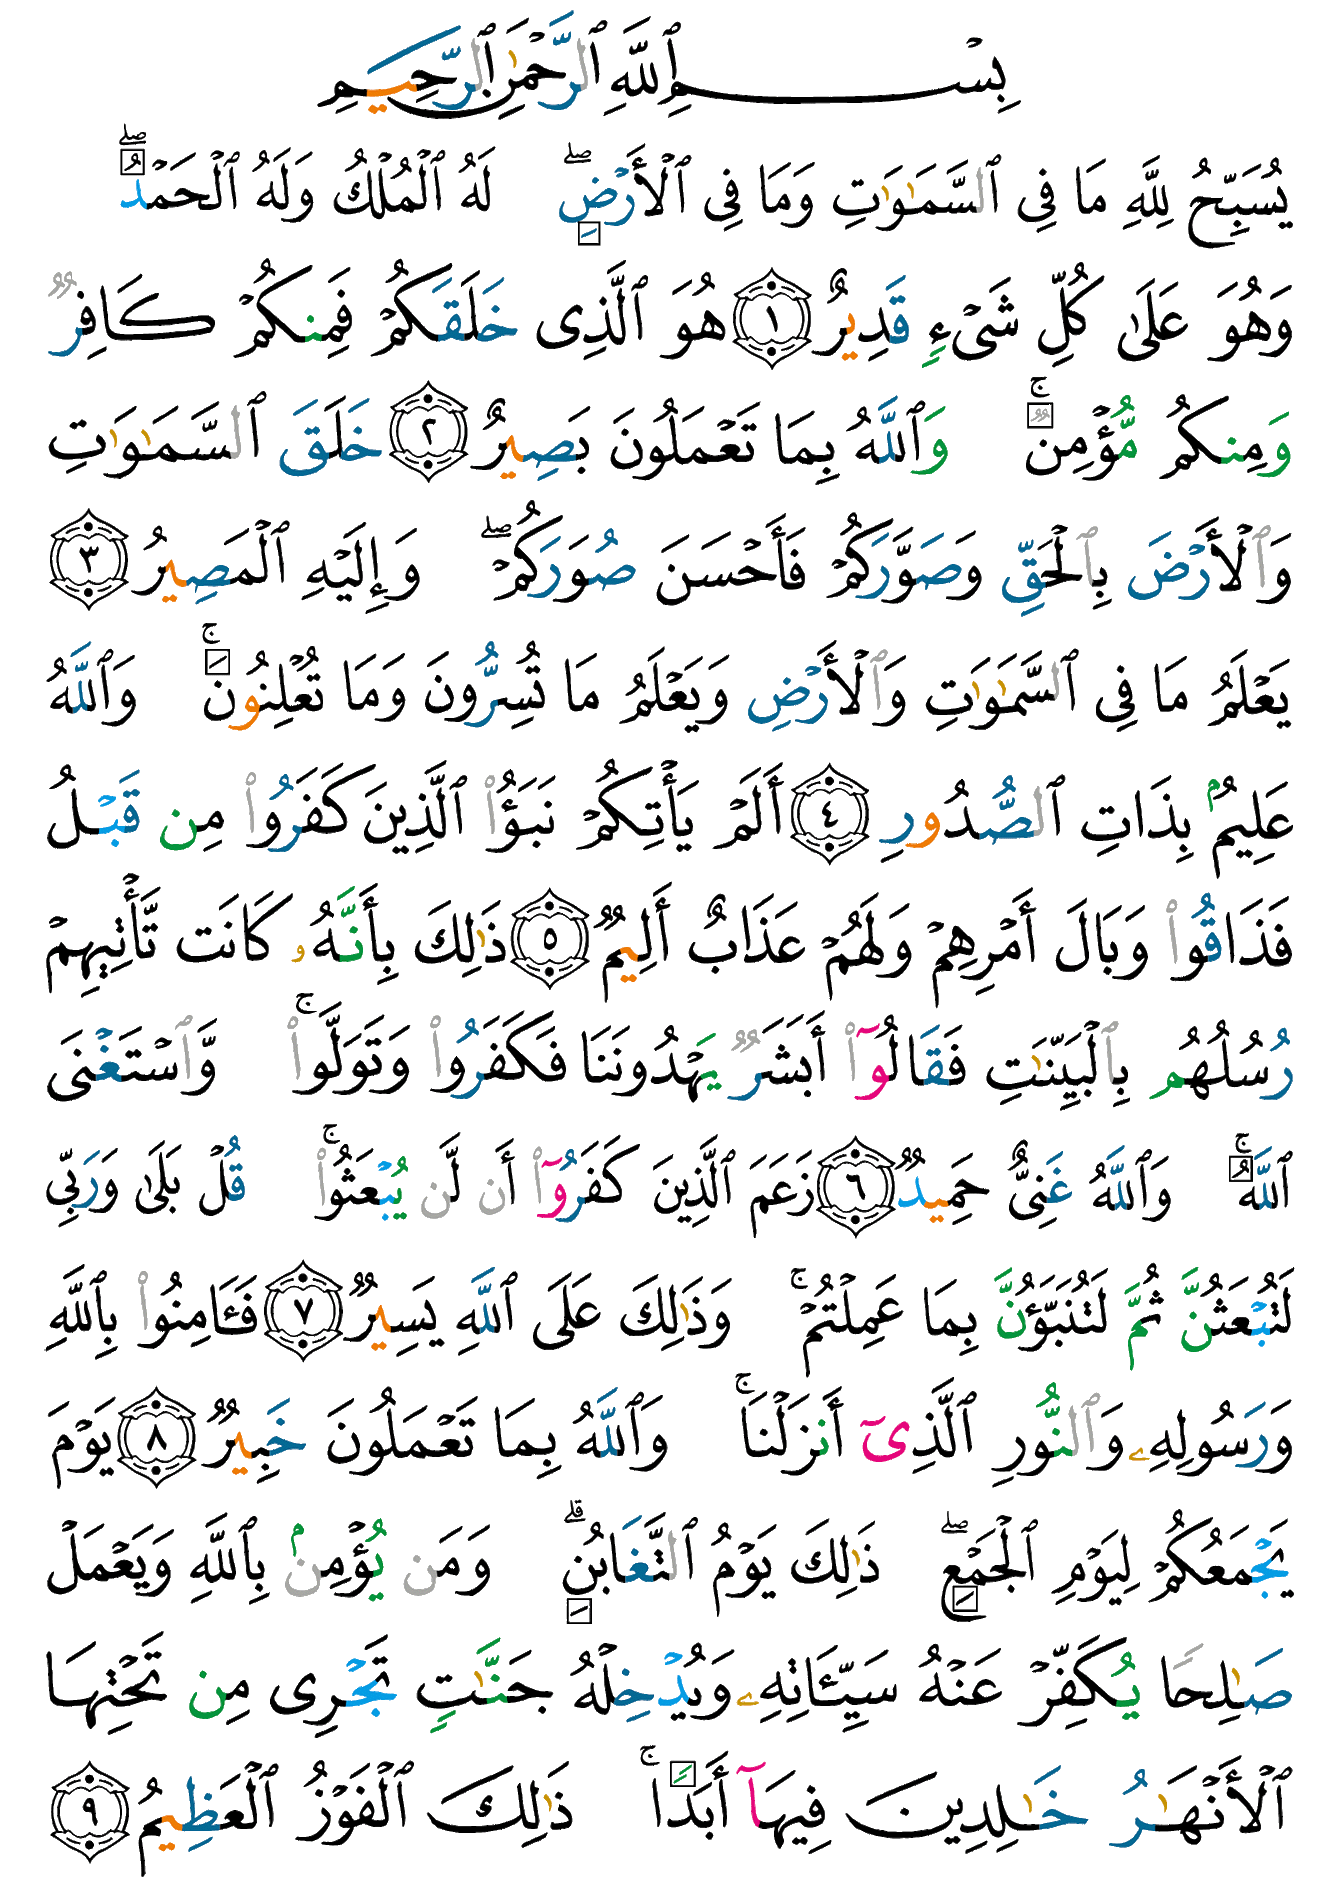 بِسْمِ ٱللَّهِ ٱلرَّحْمَٰنِ ٱلرَّحِيمِ
يُسَبِّحُ لِلَّهِ مَا فِى ٱلسَّمَٰوَٰتِ وَمَا فِى ٱلْأَرْضِ ۖ لَهُ ٱلْمُلْكُ وَلَهُ ٱلْحَمْدُ ۖ
وَهُوَ عَلَىٰ كُلِّ شَىْءٍ قَدِيرٌ ١ هُوَ ٱلَّذِى خَلَقَكُمْ فَمِنكُمْ كَافِرٌ
وَمِنكُم مُّؤْمِنٌ ۚ وَٱللَّهُ بِمَا تَعْمَلُونَ بَصِيرٌ ٢ خَلَقَ ٱلسَّمَٰوَٰتِ
وَٱلْأَرْضَ بِٱلْحَقِّ وَصَوَّرَكُمْ فَأَحْسَنَ صُوَرَكُمْ ۖ وَإِلَيْهِ ٱلْمَصِيرُ ٣
يَعْلَمُ مَا فِى ٱلسَّمَٰوَٰتِ وَٱلْأَرْضِ وَيَعْلَمُ مَا تُسِرُّونَ وَمَا تُعْلِنُونَ ۚ وَٱللَّهُ
عَلِيمٌۢ بِذَاتِ ٱلصُّدُورِ ٤ أَلَمْ يَأْتِكُمْ نَبَؤُا۟ ٱلَّذِينَ كَفَرُوا۟ مِن قَبْلُ
فَذَاقُوا۟ وَبَالَ أَمْرِهِمْ وَلَهُمْ عَذَابٌ أَلِيمٌ ٥ ذَٰلِكَ بِأَنَّهُۥ كَانَت تَّأْتِيهِمْ
رُسُلُهُم بِٱلْبَيِّنَٰتِ فَقَالُوٓا۟ أَبَشَرٌ يَهْدُونَنَا فَكَفَرُوا۟ وَتَوَلَّوا۟ ۚ وَّٱسْتَغْنَى
ٱللَّهُ ۚ وَٱللَّهُ غَنِىٌّ حَمِيدٌ ٦ زَعَمَ ٱلَّذِينَ كَفَرُوٓا۟ أَن لَّن يُبْعَثُوا۟ ۚ قُلْ بَلَىٰ وَرَبِّى
لَتُبْعَثُنَّ ثُمَّ لَتُنَبَّؤُنَّ بِمَا عَمِلْتُمْ ۚ وَذَٰلِكَ عَلَى ٱللَّهِ يَسِيرٌ ٧ فَـَٔامِنُوا۟ بِٱللَّهِ
وَرَسُولِهِۦ وَٱلنُّورِ ٱلَّذِىٓ أَنزَلْنَا ۚ وَٱللَّهُ بِمَا تَعْمَلُونَ خَبِيرٌ ٨ يَوْمَ
يَجْمَعُكُمْ لِيَوْمِ ٱلْجَمْعِ ۖ ذَٰلِكَ يَوْمُ ٱلتَّغَابُنِ ۗ وَمَن يُؤْمِنۢ بِٱللَّهِ وَيَعْمَلْ
صَٰلِحًا يُكَفِّرْ عَنْهُ سَيِّـَٔاتِهِۦ وَيُدْخِلْهُ جَنَّٰتٍ تَجْرِى مِن تَحْتِهَا
ٱلْأَنْهَٰرُ خَٰلِدِينَ فِيهَآ أَبَدًا ۚ ذَٰلِكَ ٱلْفَوْزُ ٱلْعَظِيمُ ٩